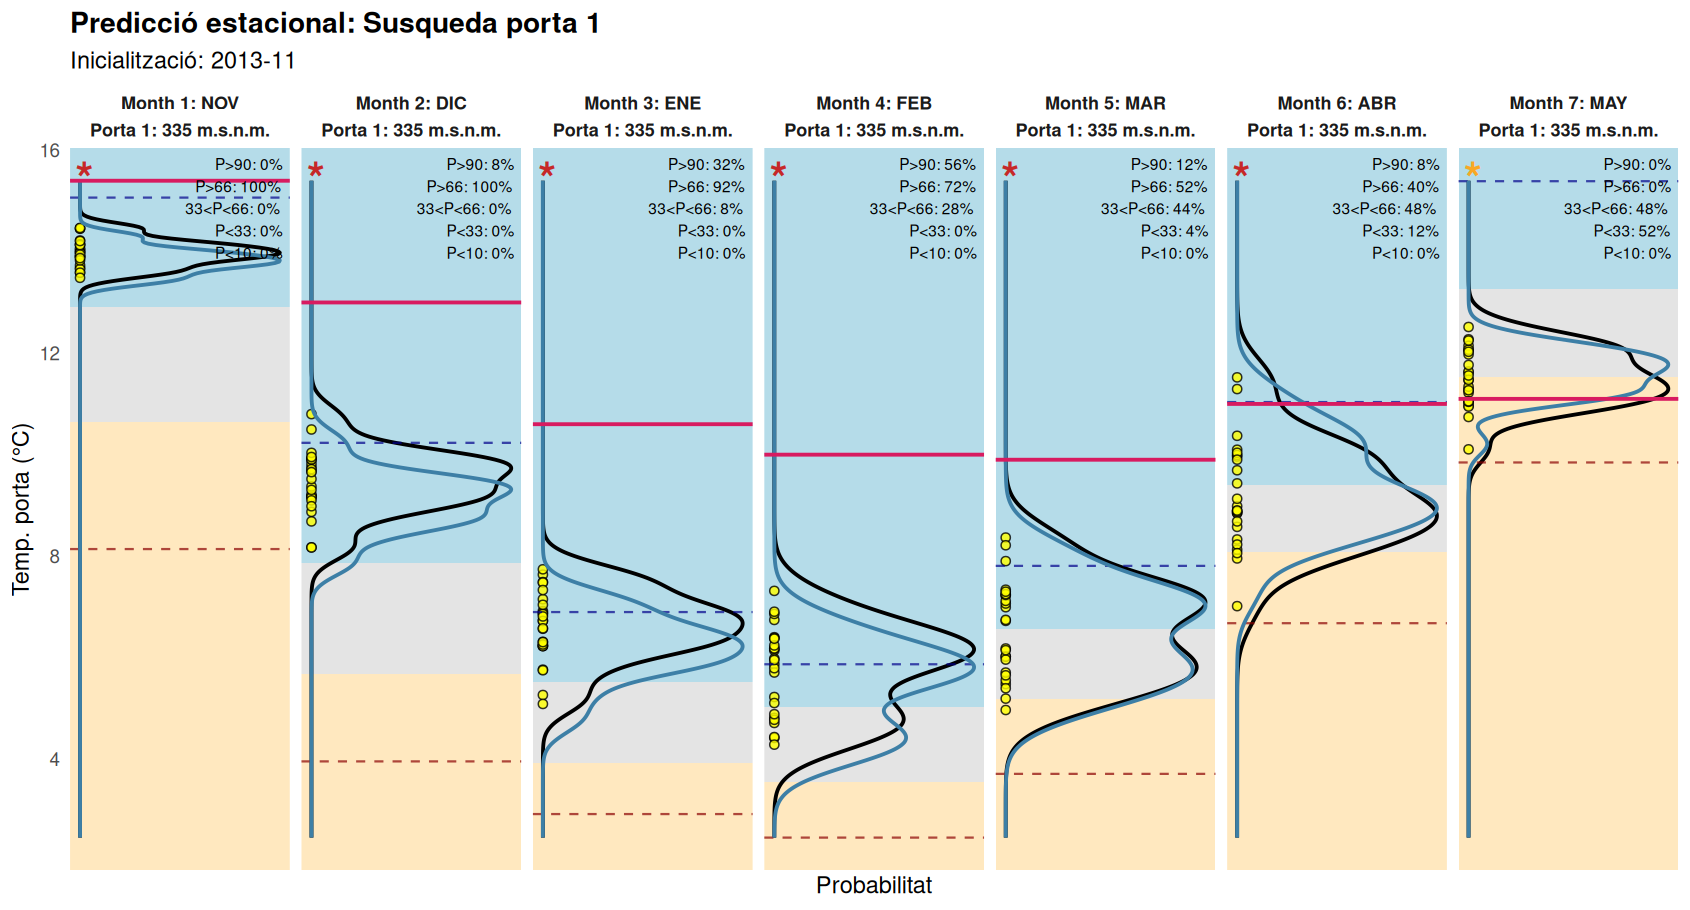 Predicció estacional: Susqueda porta 1
Inicialització: 2013-11
Month 1: NOV
Porta 1: 335 m.s.n.m.
Month 2: DIC
Porta 1: 335 m.s.n.m.
Month 3: ENE
Porta 1: 335 m.s.n.m.
Month 4: FEB
Porta 1: 335 m.s.n.m.
Month 5: MAR
Porta 1: 335 m.s.n.m.
Month 6: ABR
Porta 1: 335 m.s.n.m.
Month 7: MAY
Porta 1: 335 m.s.n.m.
16
12
8
4
Temp. porta (°C)
*
P>90: 0%
P>66: 100%
33<P<66: 0%
P<33: 0%
P<10: 0%
*
P>90: 8%
P>66: 100%
33<P<66: 0%
P<33: 0%
P<10: 0%
*
P>90: 32%
P>66: 92%
33<P<66: 8%
P<33: 0%
P<10: 0%
*
P>90: 56%
P>66: 72%
33<P<66: 28%
P<33: 0%
P<10: 0%
*
P>90: 12%
P>66: 52%
33<P<66: 44%
P<33: 4%
P<10: 0%
*
P>90: 8%
P>66: 40%
33<P<66: 48%
P<33: 12%
P<10: 0%
*
P>90: 0%
P>66: 0%
33<P<66: 48%
P<33: 52%
P<10: 0%
Probabilitat